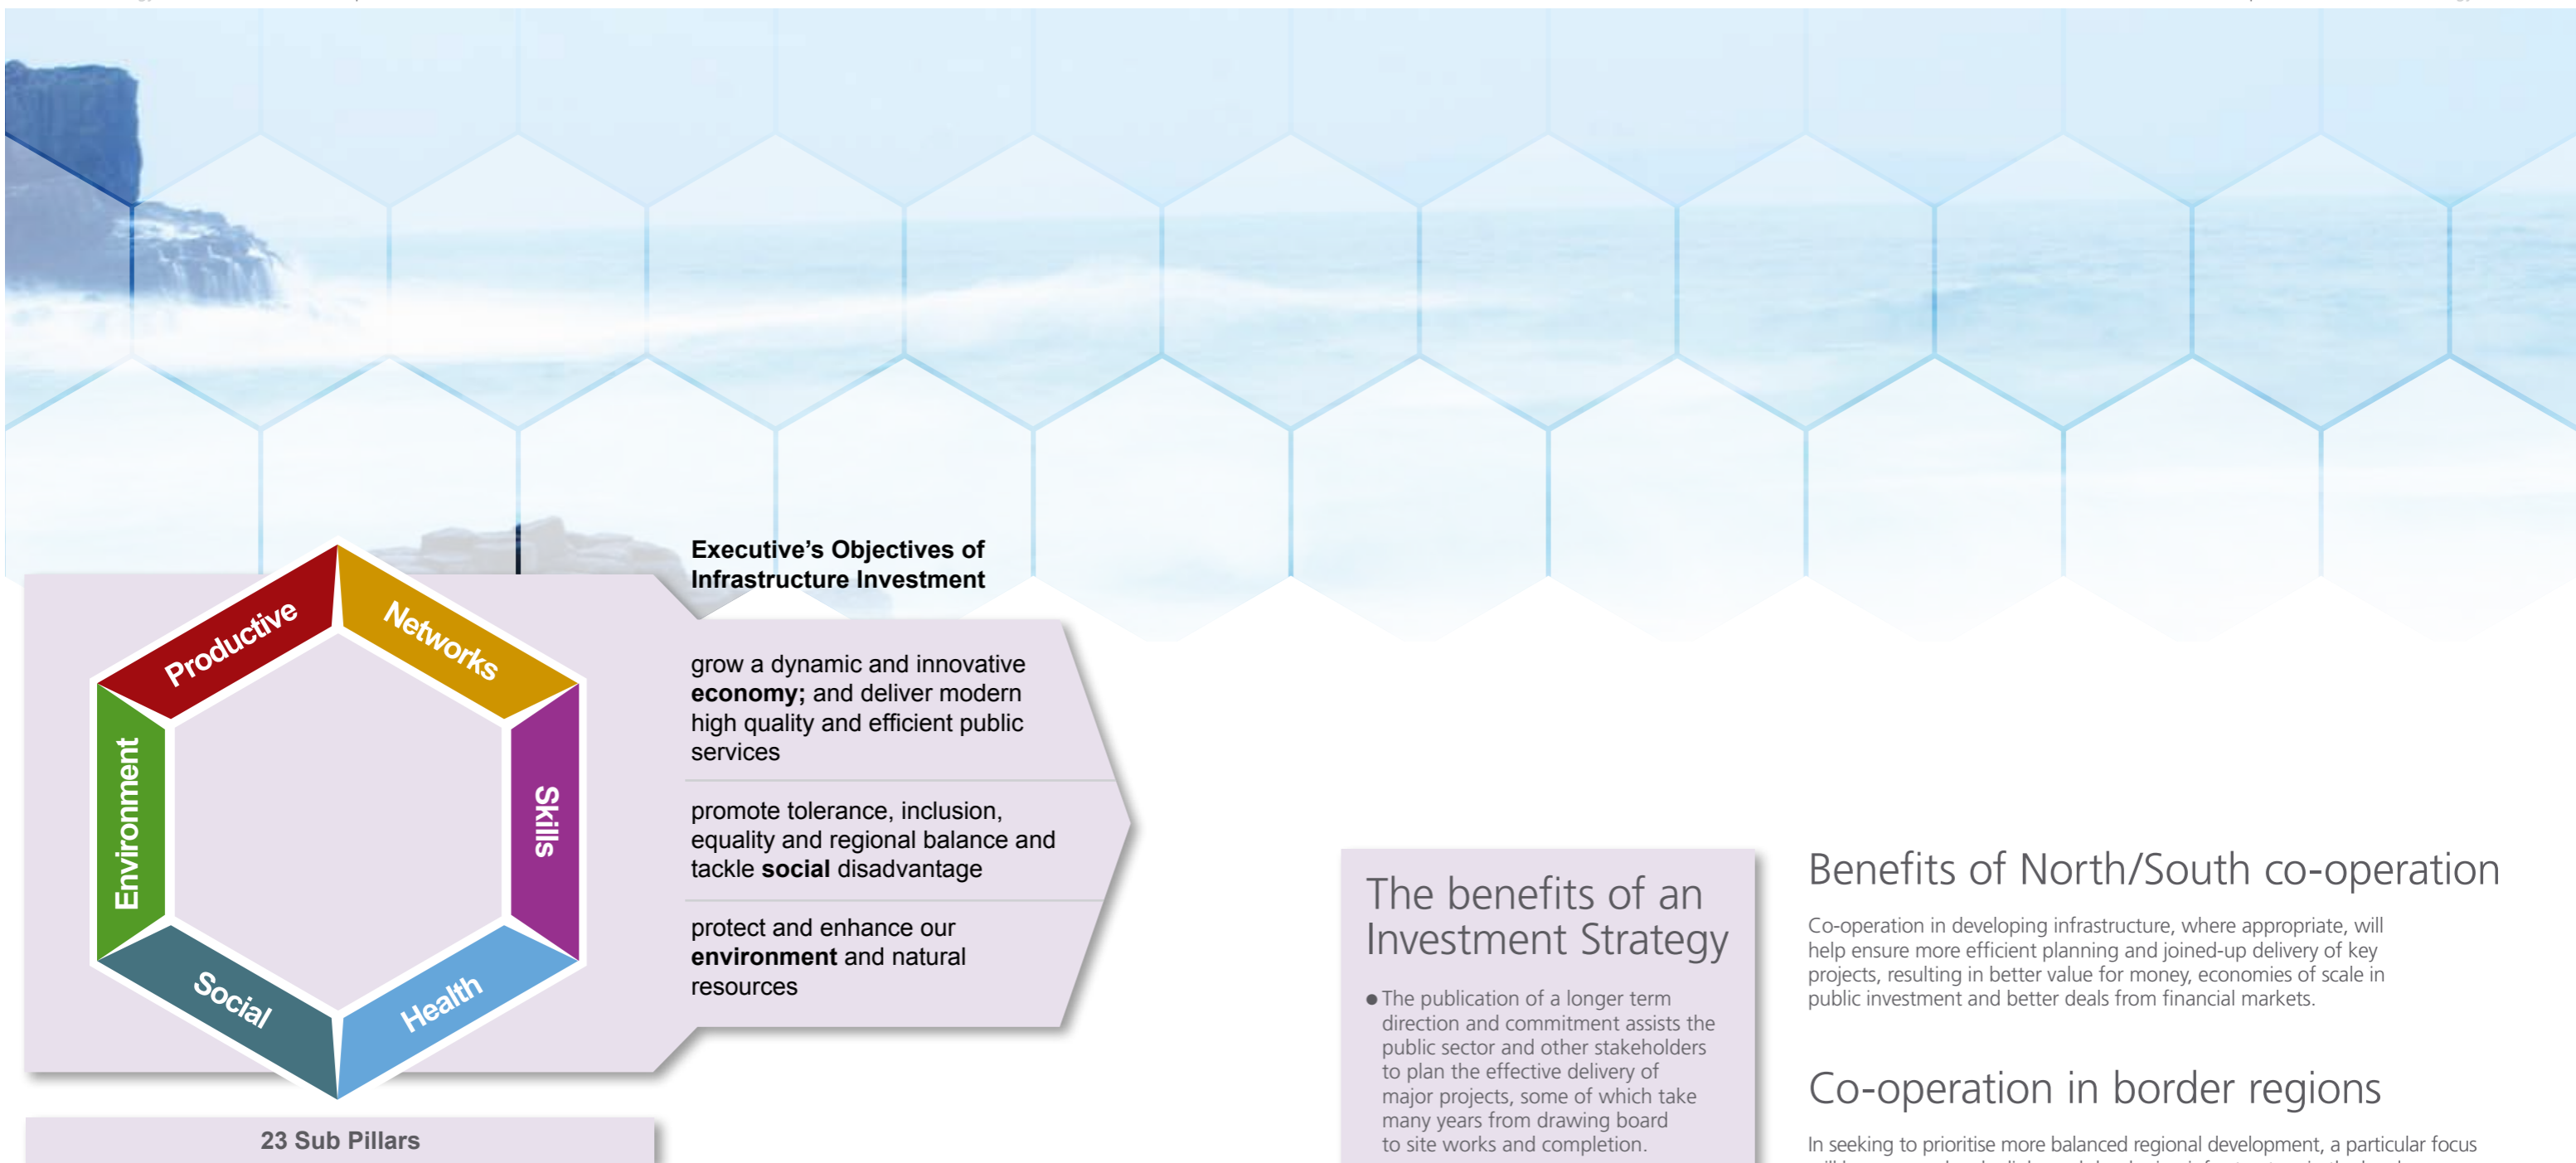 Executive’s Objectives of
Infrastructure Investment
Productive
Networks
Skills
Health
Social
Environment
grow a dynamic and innovative
economy; and deliver modern
high quality and efficient public
services
promote tolerance, inclusion,
equality and regional balance and
tackle social disadvantage
protect and enhance our
environment and natural
resources
23 Sub Pillars
The benefits of an
Investment Strategy
● The publication of a longer term
direction and commitment assists the
public sector and other stakeholders
to plan the effective delivery of
major projects, some of which take
many years from drawing board
to site works and completion.
Benefits of North/South co-operation
Co-operation in developing infrastructure, where appropriate, will
help ensure more efficient planning and joined-up delivery of key
projects, resulting in better value for money, economies of scale in
public investment and better deals from financial markets.
Co-operation in border regions
In seeking to prioritise more balanced regional development, a particular focus